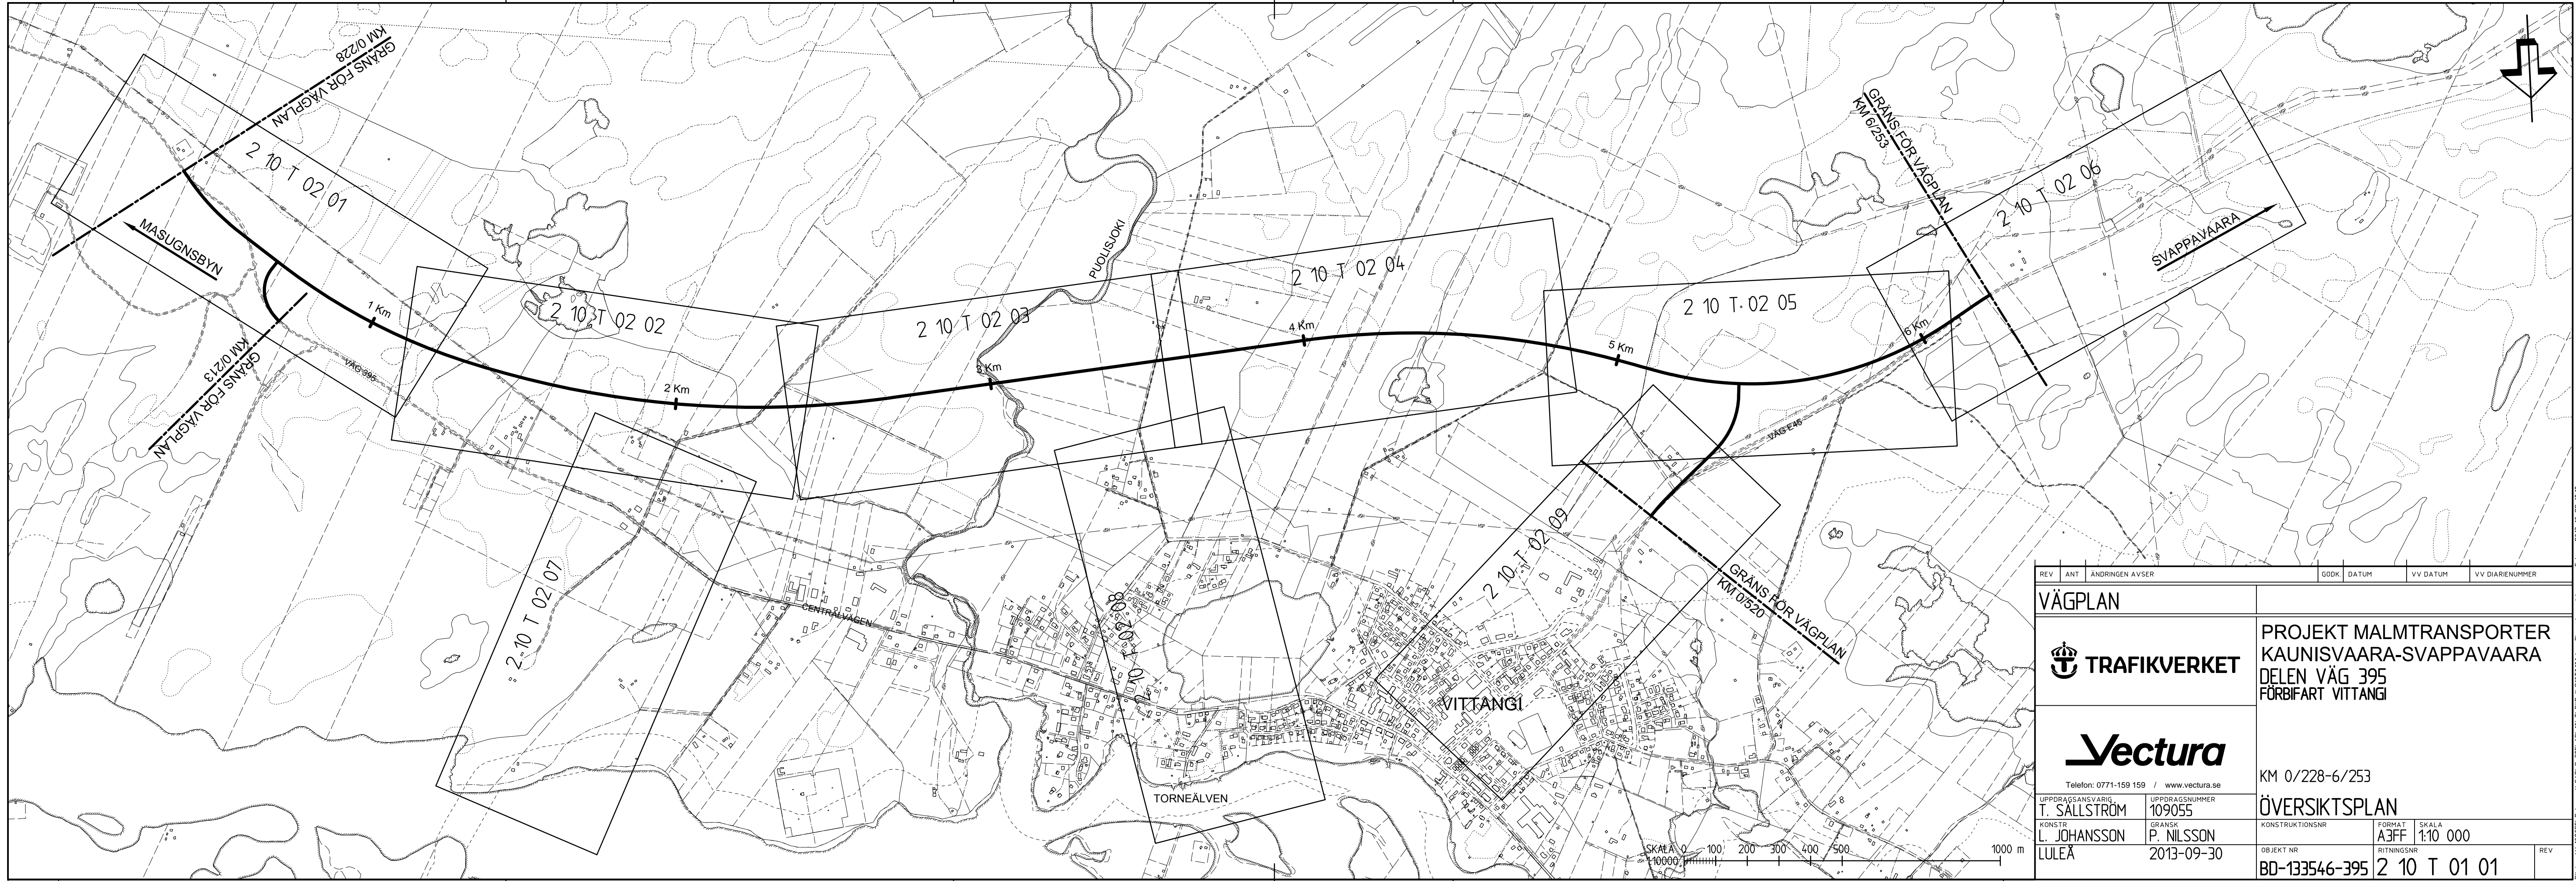 GRÄNS FÖR VÄGPLAN
KM 0/228
2 10 T 02 01
MASUGNSBYN
1 Km
VÄG 395
GRÄNS FÖR VÄGPLAN
KM 0/213
2 10 T 02 02
2 Km
2 10 T 02 03
3 Km
PUOLISJOKI
2 10 T 02 04
4 Km
5 Km
2 10 T 02 05
6 Km
GRÄNS FÖR VÄGPLAN
KM 6/253
2 10 T 02 06
SVAPPAVAARA
VÄG E45
2 10 T 02 07
CENTRALVÄGEN
2 10 T 02 08
2 10 T 02 09
GRÄNS FÖR VÄGPLAN
KM 0/520
VITTANGI
TORNEÄLVEN
SKALA 0 100 200 300 400 500 1000 m
1:10000
REV ANT ÄNDRINGEN AVSER GODK DATUM VV DATUM VV DIARIENUMMER
VÄGPLAN
TRAFIKVERKET
PROJEKT MALMTRANSPORTER
KAUNISVAARA-SVAPPAVAARA
DELEN VÄG 395
FÖRBIFART VITTANGI
Vectura
Telefon: 0771-159 159 / www.vectura.se
KM 0/228-6/253
ÖVERSIKTSPLAN
UPPDRAGSANSVARIG UPPDRAGSNUMMER
T. SÄLLSTRÖM 109055
KONSTR GRANSK
L. JOHANSSON P. NILSSON
LULEÅ 2013-09-30
KONSTRUKTIONSNR FORMAT SKALA
A3FF 1:10 000
OBJEKT NR RITNINGSNR REV
BD-133546-395 2 10 T 01 01